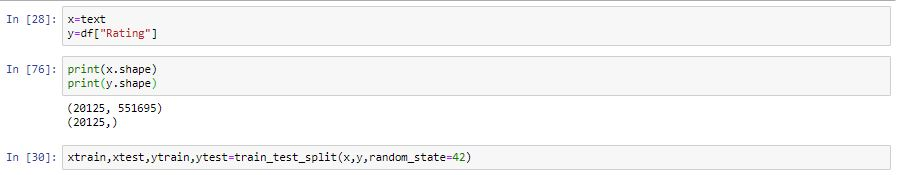 In [28]: x=text
y=df["Rating"]
In [76]: print(x.shape)
print(y.shape)
(20125, 551695)
(20125,)
In [30]: xtrain,xtest,ytrain,ytest=train_test_split(x,y,random_state=42)